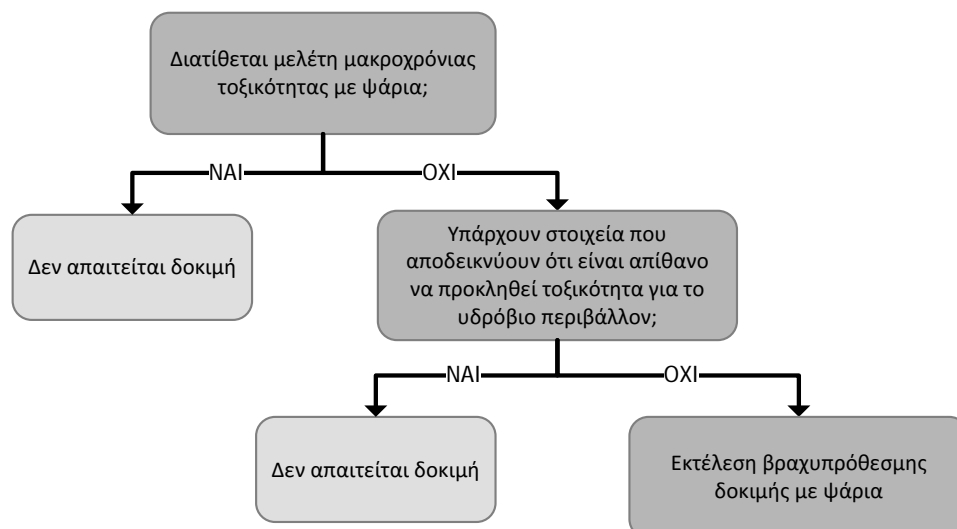 Διατίθεται μελέτη μακροχρόνιας
τοξικότητας με ψάρια;
ΝΑΙ
ΟΧΙ
Δεν απαιτείται δοκιμή
Υπάρχουν στοιχεία που
αποδεικνύουν ότι είναι απίθανο
να προκληθεί τοξικότητα για το
υδρόβιο περιβάλλον;
ΝΑΙ
ΟΧΙ
Δεν απαιτείται δοκιμή
Εκτέλεση βραχυπρόθεσμης
δοκιμής με ψάρια